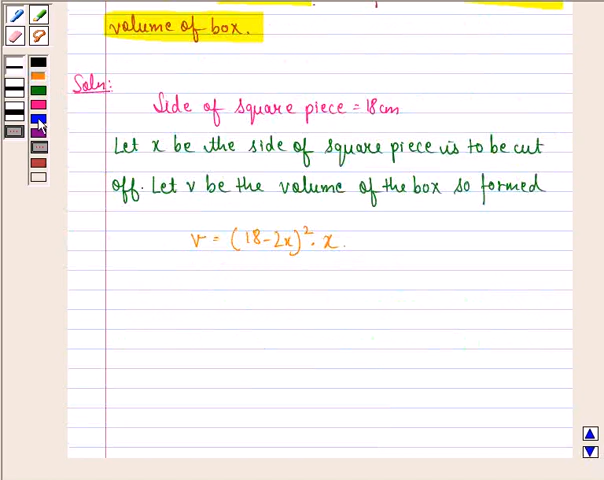 volume of box.
Soln:
Side of square piece = 18cm
Let x be the side of square piece is to be cut
off. Let v be the volume of the box so formed
v = (18-2x)². x.